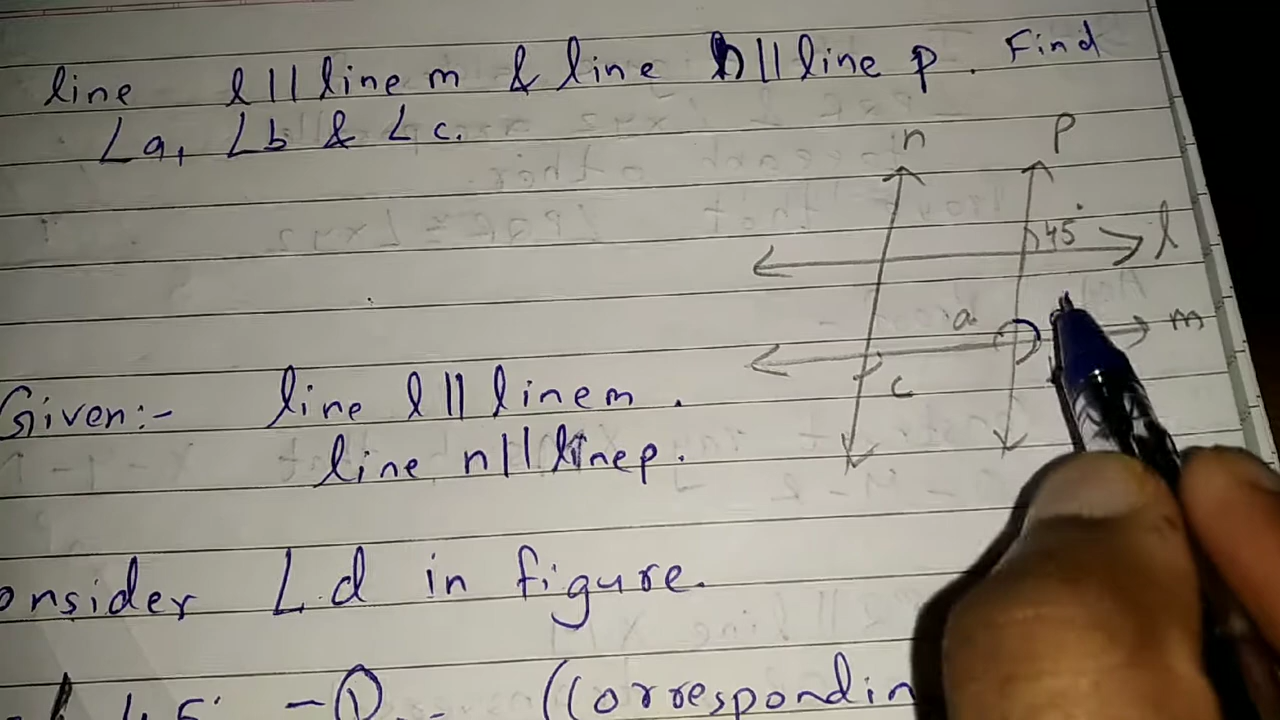 line l || line m & line n || line p. Find
∠a, ∠b & ∠c.
n p
45° l
a m
c
Given:- line l || line m.
line n || line p.
onsider ∠d in figure.
45° -① (Correspondin